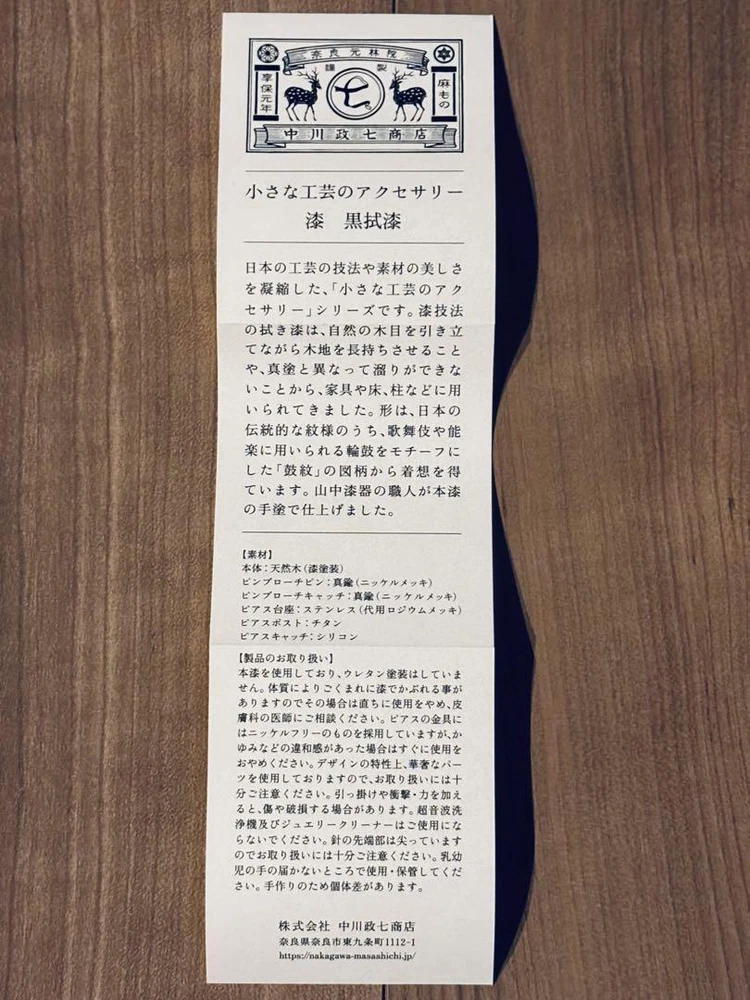 奈良元林院
謹製
享保元年
七
麻もの
中川政七商店
小さな工芸のアクセサリー
漆 黒拭漆
日本の工芸の技法や素材の美しさ
を凝縮した、「小さな工芸のアク
セサリー」シリーズです。漆技法
の拭き漆は、自然の木目を引き立
てながら木地を長持ちさせること
や、真塗と異なって溜りができな
いことから、家具や床、柱などに用
いられてきました。形は、日本の
伝統的な紋様のうち、歌舞伎や能
楽に用いられる輪鼓をモチーフに
した「鼓紋」の図柄から着想を得
ています。山中漆器の職人が本漆
の手塗で仕上げました。
【素材】
本体：天然木（漆塗装）
ピンブローチピン：真鍮（ニッケルメッキ）
ピンブローチキャッチ：真鍮（ニッケルメッキ）
ピアス台座：ステンレス（代用ロジウムメッキ）
ピアスポスト：チタン
ピアスキャッチ：シリコン
【製品のお取り扱い】
本漆を使用しており、ウレタン塗装はしていま
せん。体質によりごくまれに漆でかぶれる事が
ありますのでその場合は直ちに使用をやめ、皮
膚科の医師にご相談ください。ピアスの金具に
はニッケルフリーのものを採用していますが、か
ゆみなどの違和感があった場合はすぐに使用を
おやめください。デザインの特性上、華奢なパー
ツを使用しておりますので、お取り扱いには十
分ご注意ください。引っ掛けや衝撃・力を加え
ると、傷や破損する場合があります。超音波洗
浄機及びジュエリークリーナーはご使用にな
らないでください。針の先端部は尖っています
のでお取り扱いには十分ご注意ください。乳幼
児の手の届かないところで使用・保管してくだ
さい。手作りのため個体差があります。
株式会社 中川政七商店
奈良県奈良市東九条町1112-1
https://nakagawa-masashichi.jp/